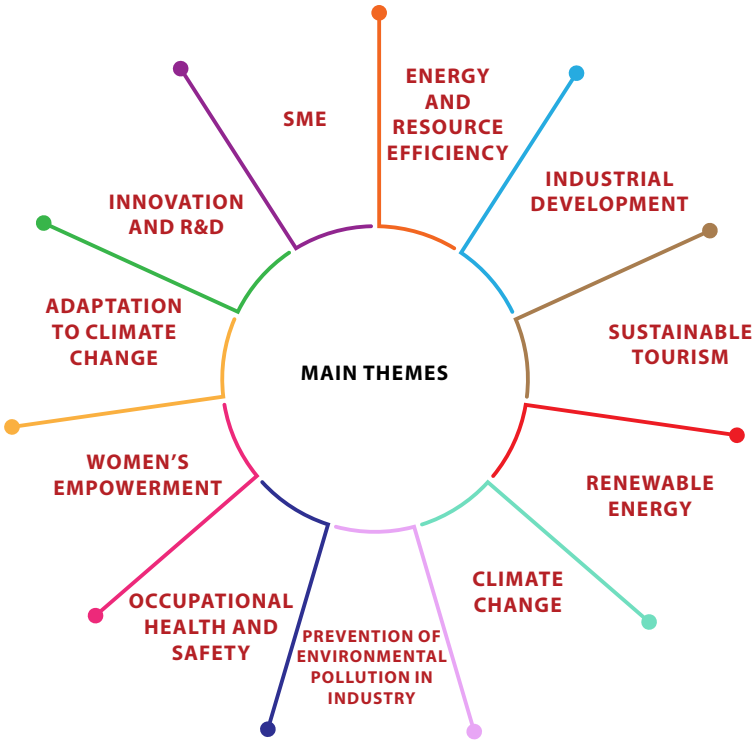 MAIN THEMES
ENERGY
AND
RESOURCE
EFFICIENCY
INDUSTRIAL
DEVELOPMENT
SUSTAINABLE
TOURISM
RENEWABLE
ENERGY
CLIMATE
CHANGE
PREVENTION OF
ENVIRONMENTAL
POLLUTION IN
INDUSTRY
OCCUPATIONAL
HEALTH AND
SAFETY
WOMEN'S
EMPOWERMENT
ADAPTATION
TO CLIMATE
CHANGE
INNOVATION
AND R&D
SME